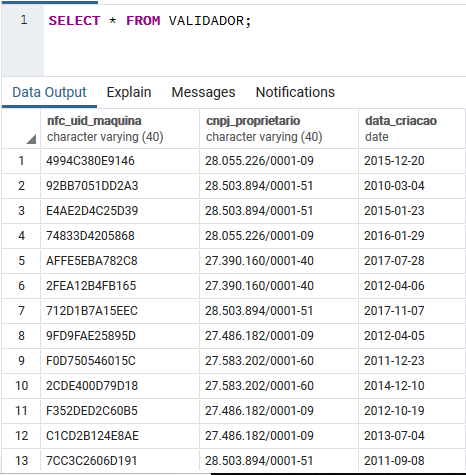 1 SELECT * FROM VALIDADOR;
Data Output Explain Messages Notifications
nfc_uid_maquina cnpj_proprietario data_criacao
character varying (40) character varying (40) date
1 4994C380E9146 28.055.226/0001-09 2015-12-20
2 92BB7051DD2A3 28.503.894/0001-51 2010-03-04
3 E4AE2D4C25D39 28.503.894/0001-51 2015-01-23
4 74833D4205868 28.055.226/0001-09 2016-01-29
5 AFFE5EBA782C8 27.390.160/0001-40 2017-07-28
6 2FEA12B4FB165 27.390.160/0001-40 2012-04-06
7 712D1B7A15EEC 28.503.894/0001-51 2017-11-07
8 9FD9FAE25895D 27.486.182/0001-09 2012-04-05
9 F0D750546015C 27.583.202/0001-60 2011-12-23
10 2CDE400D79D18 27.583.202/0001-60 2014-12-10
11 F352DED2C60B5 27.486.182/0001-09 2012-10-19
12 C1CD2B124E8AE 27.486.182/0001-09 2013-07-04
13 7CC3C2606D191 28.503.894/0001-51 2011-09-08